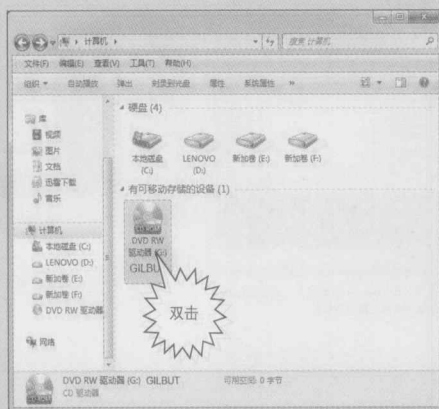 计算机
搜索 计算机
文件(F) 编辑(E) 查看(V) 工具(T) 帮助(H)
组织 自动播放 弹出 刻录到光盘 属性 系统属性 »
库
视频
图片
文档
迅雷下载
音乐
计算机
本地磁盘 (C:)
LENOVO (D:)
新加卷 (E:)
新加卷 (F:)
DVD RW 驱动器
网络
硬盘 (4)
本地磁盘 (C:)
LENOVO (D:)
新加卷 (E:)
新加卷 (F:)
有可移动存储的设备 (1)
CD-ROM
DVD RW
驱动器 (G:)
GILBUT
双击
DVD RW 驱动器 (G:) GILBUT 可用空间: 0 字节
CD 驱动器
CD-ROM